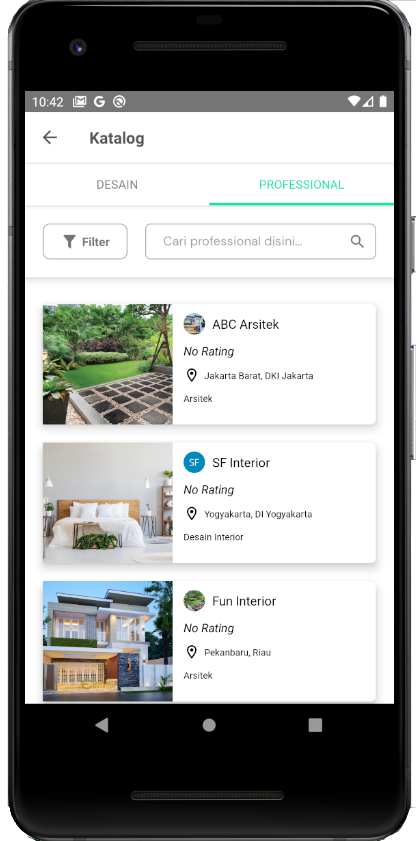 10:42
Katalog
DESAIN PROFESSIONAL
Filter Cari professional disini...
ABC Arsitek
No Rating
Jakarta Barat, DKI Jakarta
Arsitek
SF SF Interior
No Rating
Yogyakarta, DI Yogyakarta
Desain Interior
Fun Interior
No Rating
Pekanbaru, Riau
Arsitek